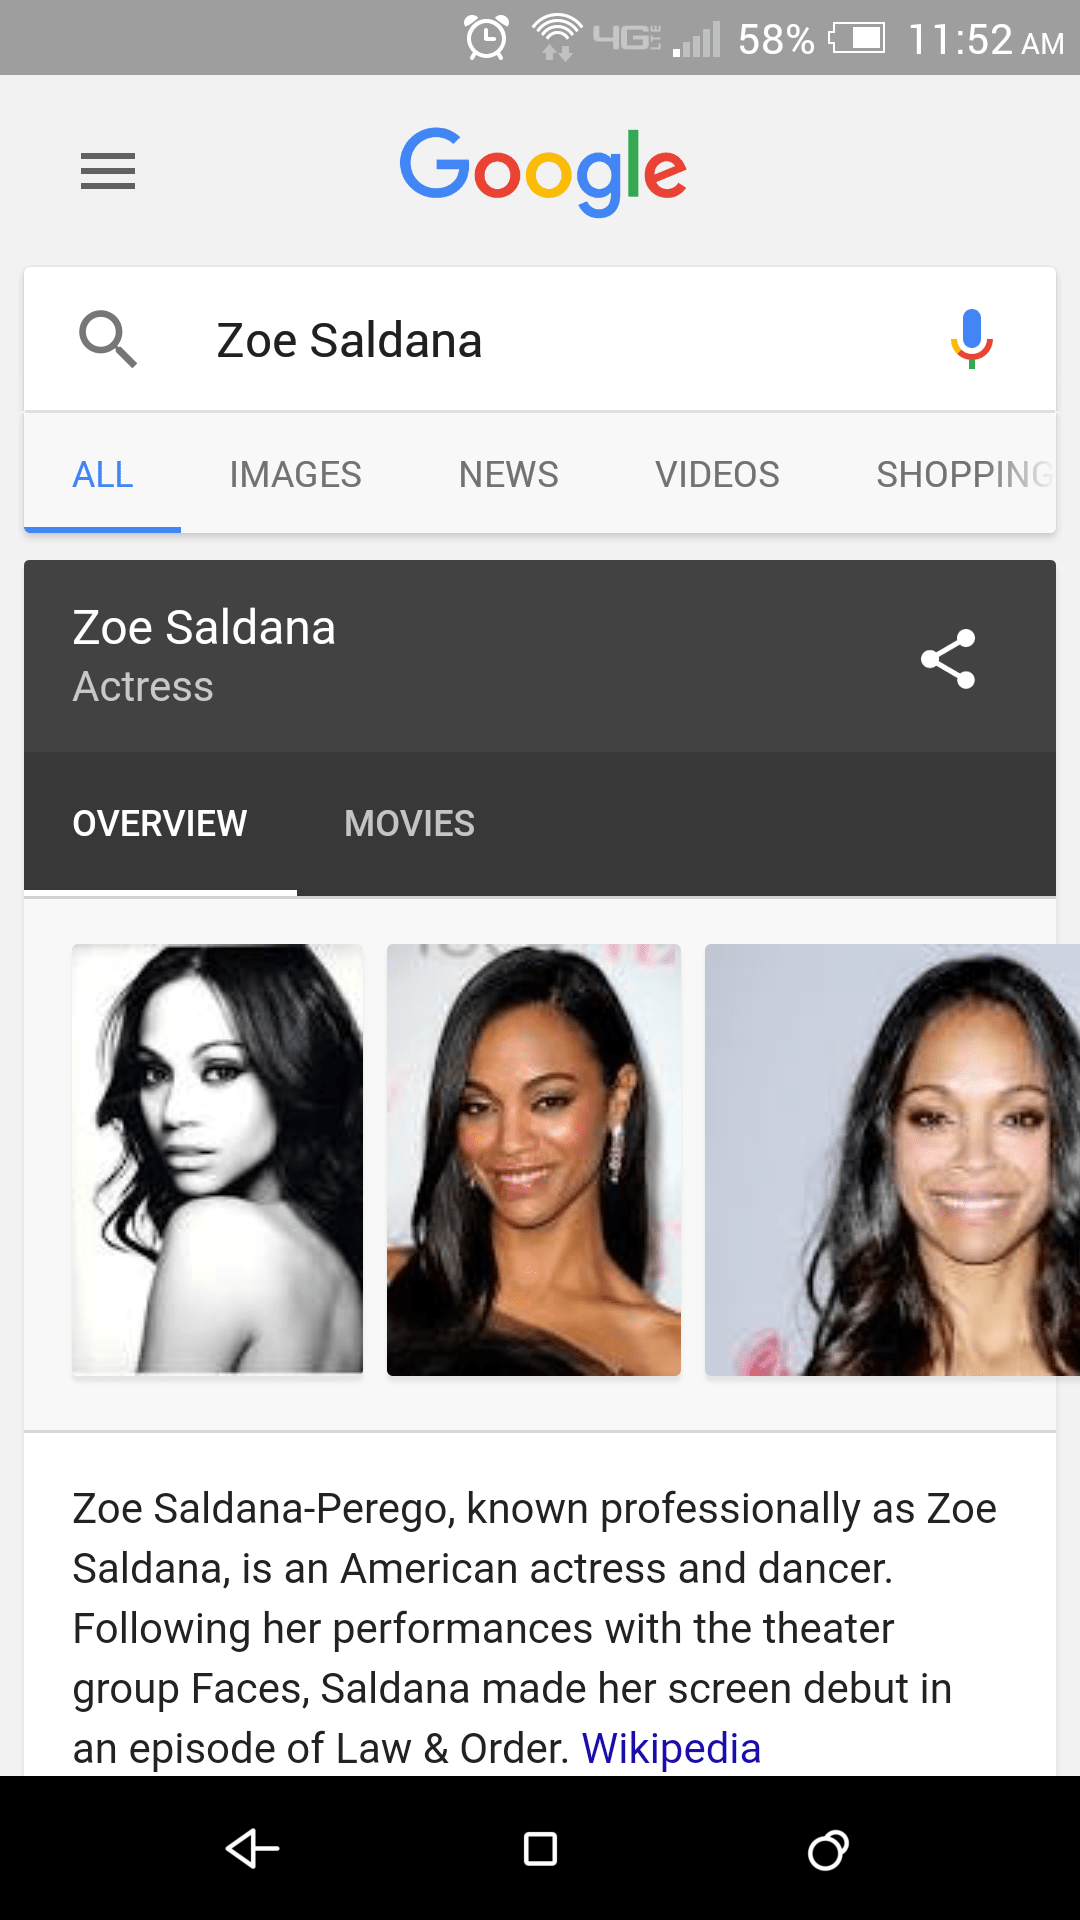 4G LTE 58% 11:52 AM
Google
Zoe Saldana
ALL IMAGES NEWS VIDEOS SHOPPING
Zoe Saldana
Actress
OVERVIEW MOVIES
Zoe Saldana-Perego, known professionally as Zoe
Saldana, is an American actress and dancer.
Following her performances with the theater
group Faces, Saldana made her screen debut in
an episode of Law & Order. Wikipedia